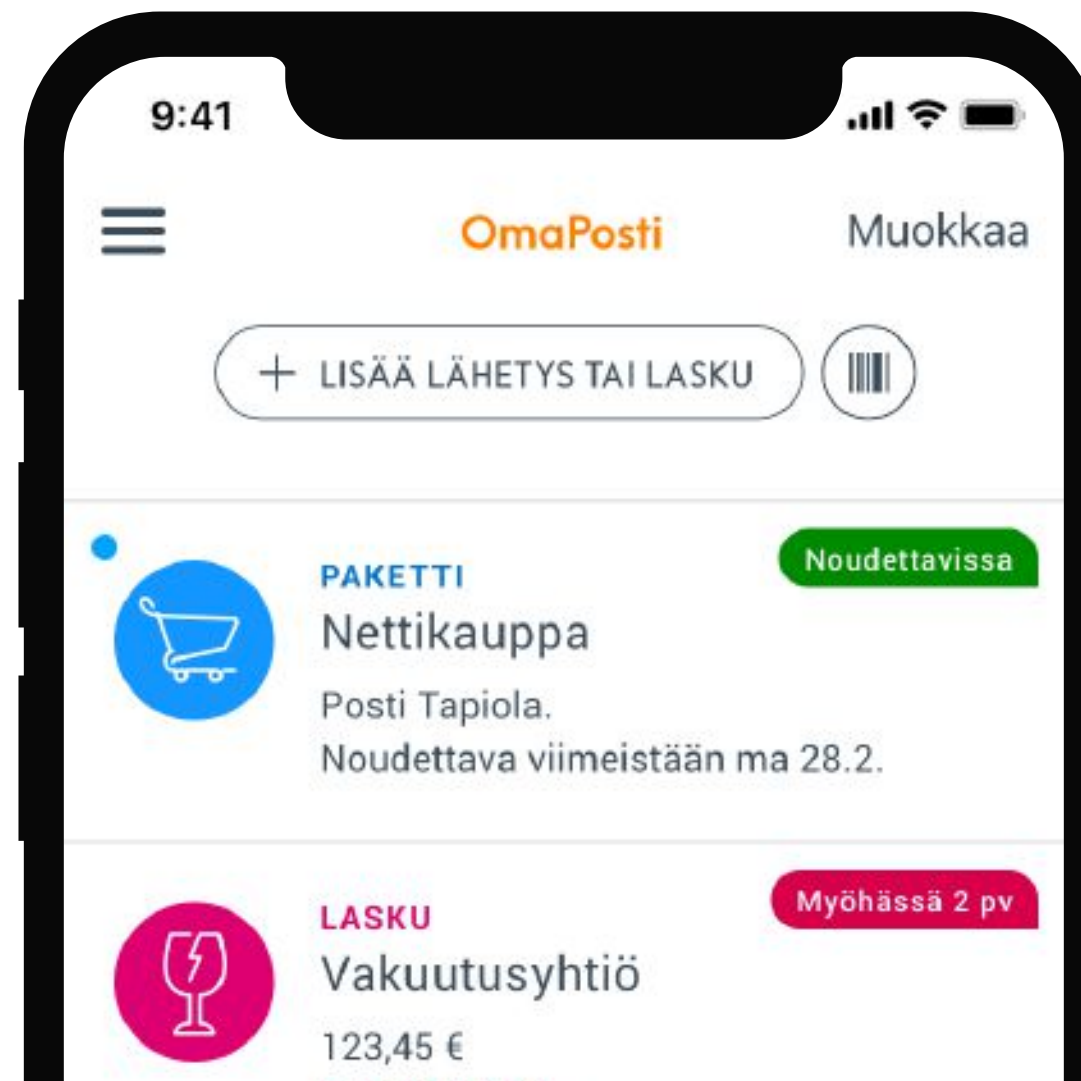 9:41
OmaPosti
Muokkaa
+ LISÄÄ LÄHETYS TAI LASKU
PAKETTI
Noudettavissa
Nettikauppa
Posti Tapiola.
Noudettava viimeistään ma 28.2.
LASKU
Myöhässä 2 pv
Vakuutusyhtiö
123,45 €